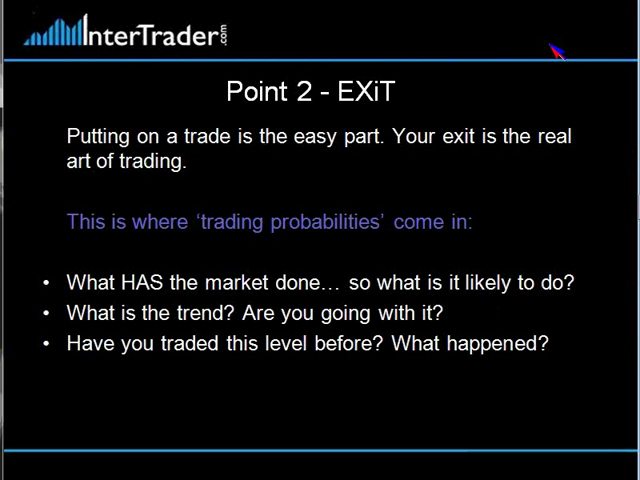 InterTrader.com
Point 2 - EXiT
Putting on a trade is the easy part. Your exit is the real
art of trading.
This is where ‘trading probabilities’ come in:
• What HAS the market done… so what is it likely to do?
• What is the trend? Are you going with it?
• Have you traded this level before? What happened?